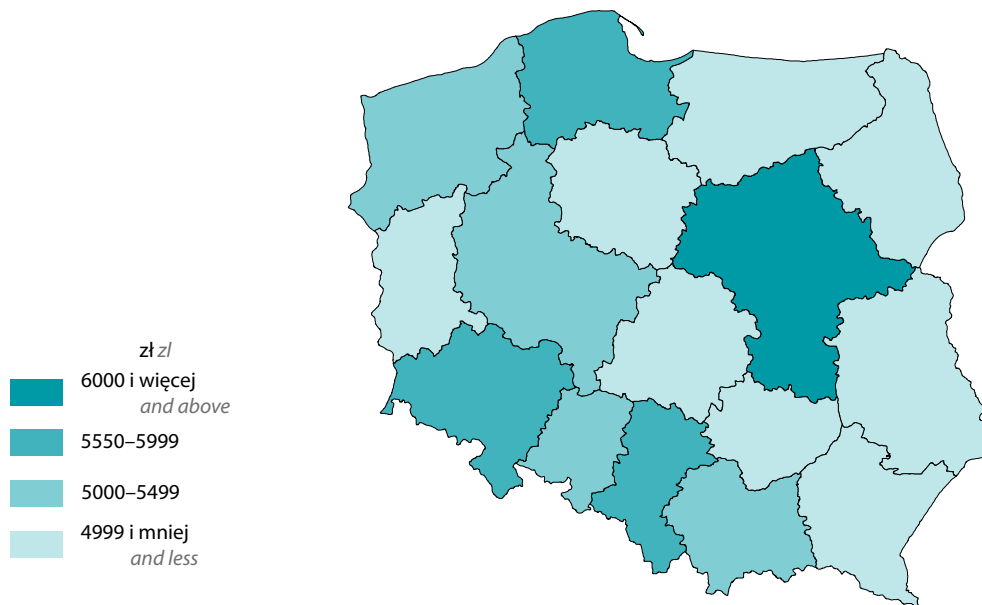 zł zl
6000 i więcej
and above
5550–5999
5000–5499
4999 i mniej
and less